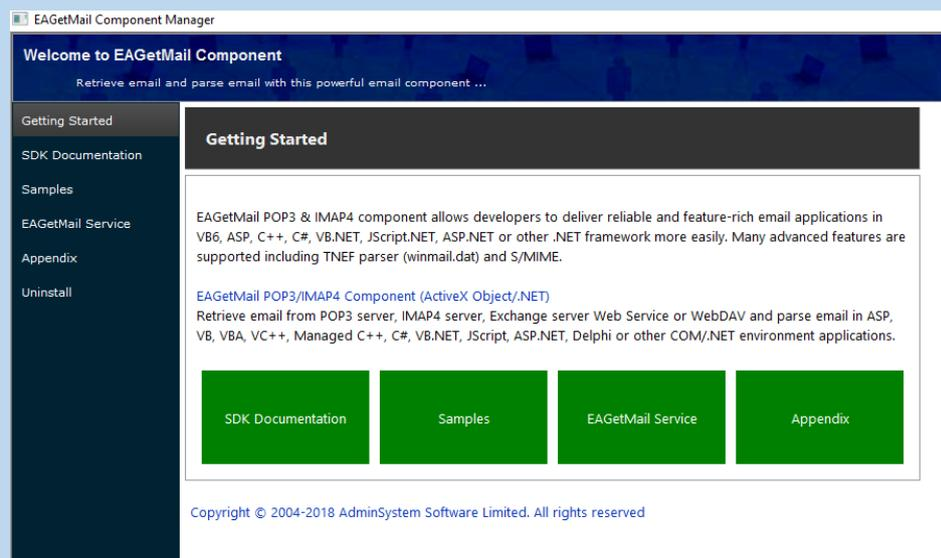 EAGetMail Component Manager
Welcome to EAGetMail Component
Retrieve email and parse email with this powerful email component ...
Getting Started
SDK Documentation
Samples
EAGetMail Service
Appendix
Uninstall
Getting Started
EAGetMail POP3 & IMAP4 component allows developers to deliver reliable and feature-rich email applications in
VB6, ASP, C++, C#, VB.NET, JScript.NET, ASP.NET or other .NET framework more easily. Many advanced features are
supported including TNEF parser (winmail.dat) and S/MIME.
EAGetMail POP3/IMAP4 Component (ActiveX Object/.NET)
Retrieve email from POP3 server, IMAP4 server, Exchange server Web Service or WebDAV and parse email in ASP,
VB, VBA, VC++, Managed C++, C#, VB.NET, JScript, ASP.NET, Delphi or other COM/.NET environment applications.
SDK Documentation
Samples
EAGetMail Service
Appendix
Copyright © 2004-2018 AdminSystem Software Limited. All rights reserved